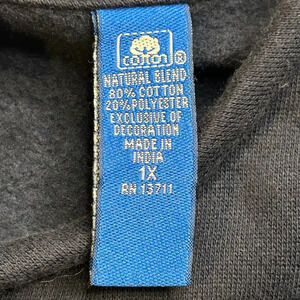 cotton ®
NATURAL BLEND
80% COTTON
20% POLYESTER
EXCLUSIVE OF
DECORATION
MADE IN
INDIA
1X
RN 13711